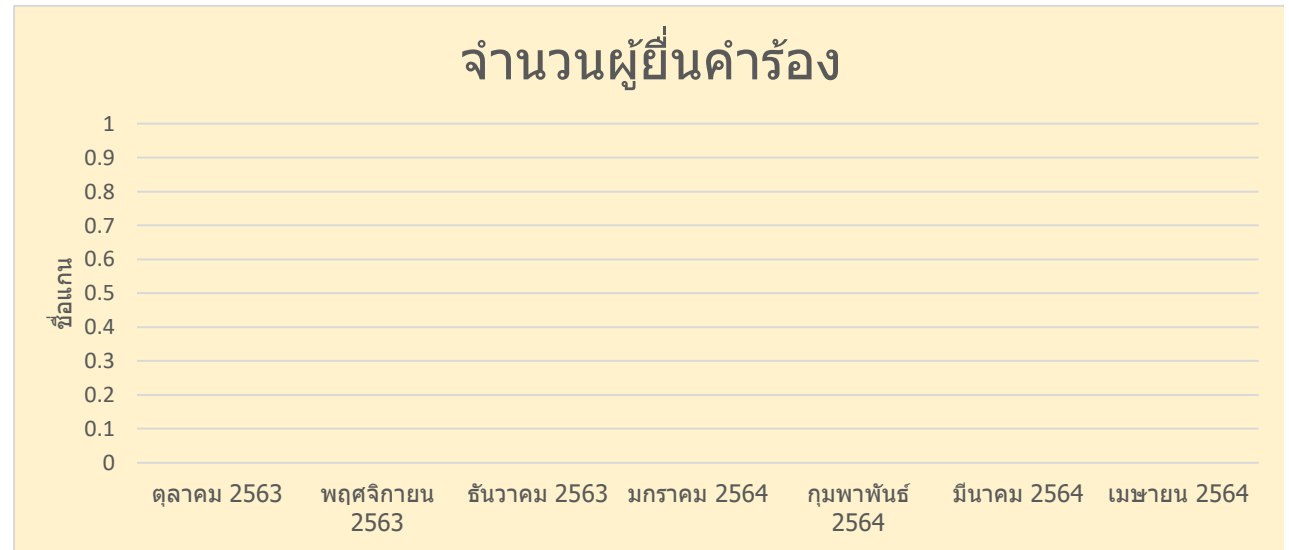 จำนวนผู้ยื่นคำร้อง
1
0.9
0.8
0.7
0.6
0.5
0.4
0.3
0.2
0.1
0
ชื่อแกน
ตุลาคม 2563
พฤศจิกายน
2563
ธันวาคม 2563
มกราคม 2564
กุมพาพันธ์
2564
มีนาคม 2564
เมษายน 2564